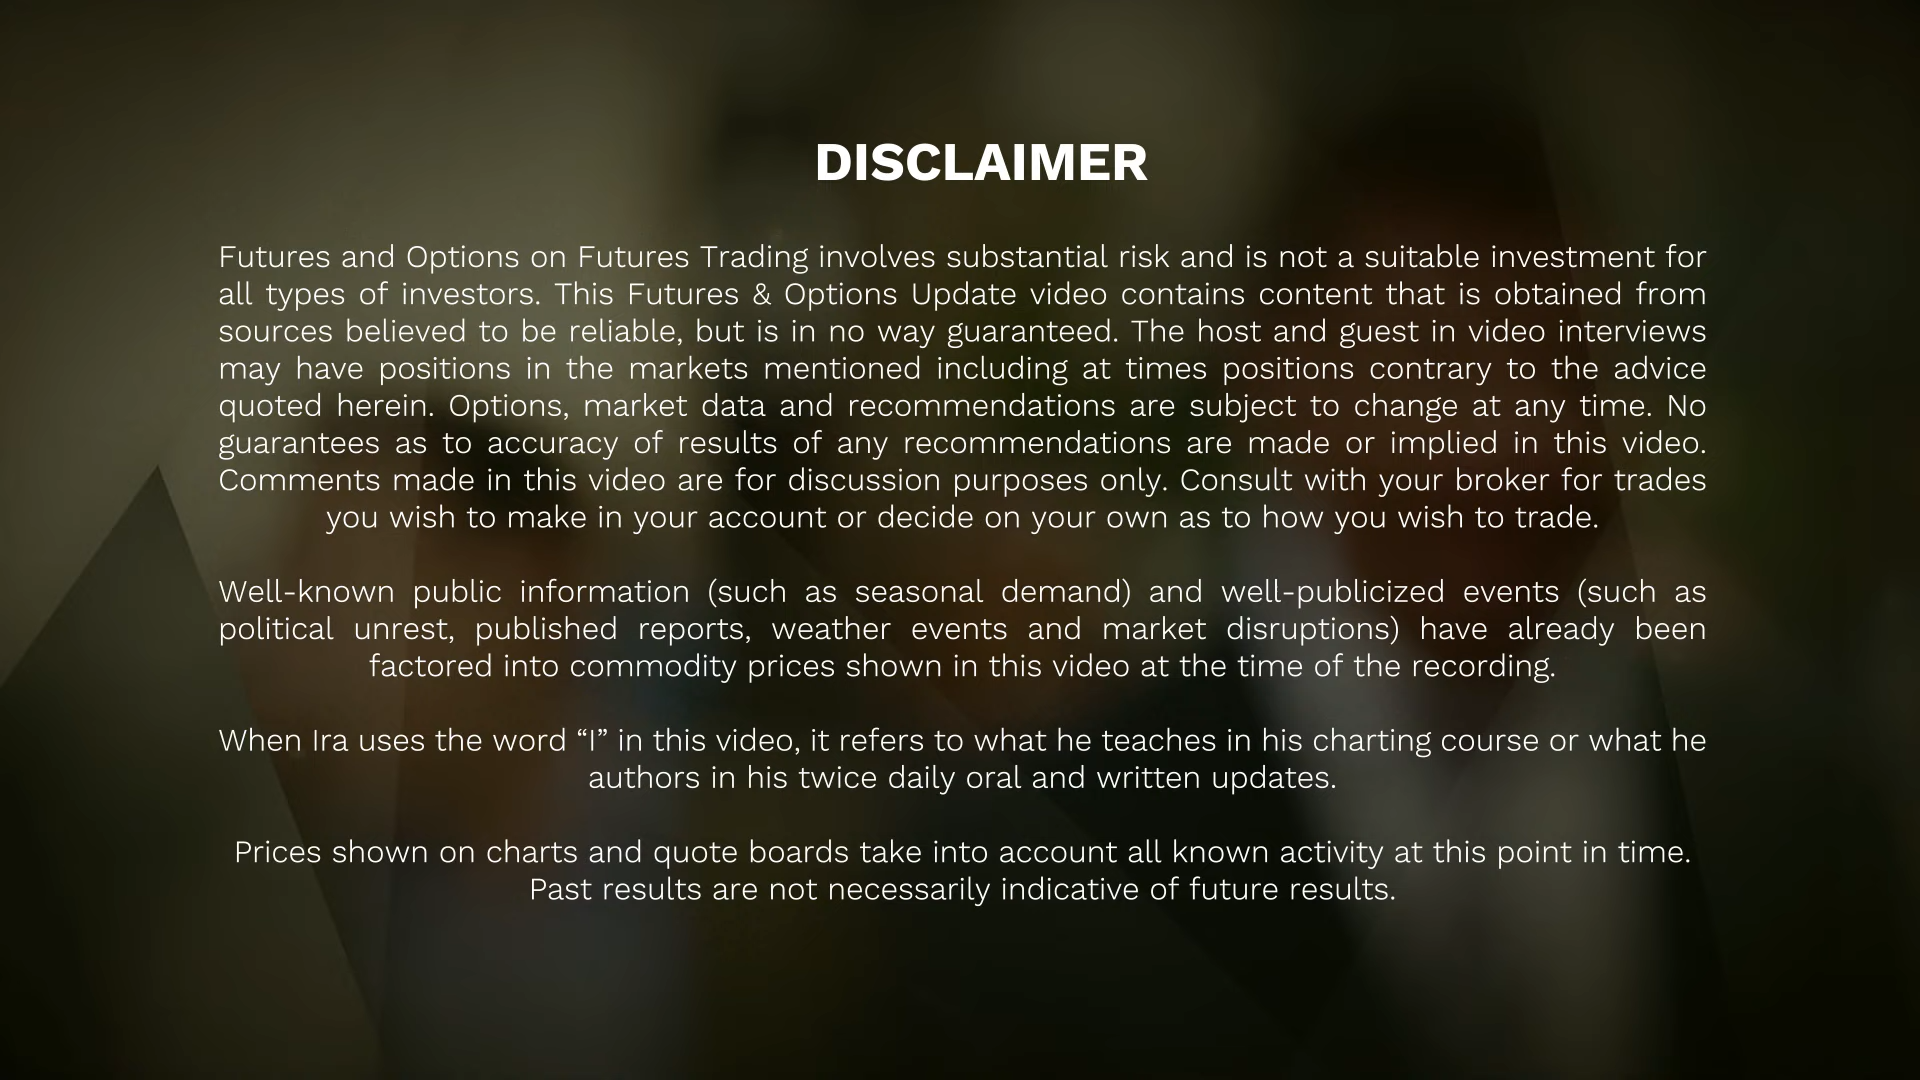 DISCLAIMER
Futures and Options on Futures Trading involves substantial risk and is not a suitable investment for
all types of investors. This Futures & Options Update video contains content that is obtained from
sources believed to be reliable, but is in no way guaranteed. The host and guest in video interviews
may have positions in the markets mentioned including at times positions contrary to the advice
quoted herein. Options, market data and recommendations are subject to change at any time. No
guarantees as to accuracy of results of any recommendations are made or implied in this video.
Comments made in this video are for discussion purposes only. Consult with your broker for trades
you wish to make in your account or decide on your own as to how you wish to trade.
Well-known public information (such as seasonal demand) and well-publicized events (such as
political unrest, published reports, weather events and market disruptions) have already been
factored into commodity prices shown in this video at the time of the recording.
When Ira uses the word “I” in this video, it refers to what he teaches in his charting course or what he
authors in his twice daily oral and written updates.
Prices shown on charts and quote boards take into account all known activity at this point in time.
Past results are not necessarily indicative of future results.